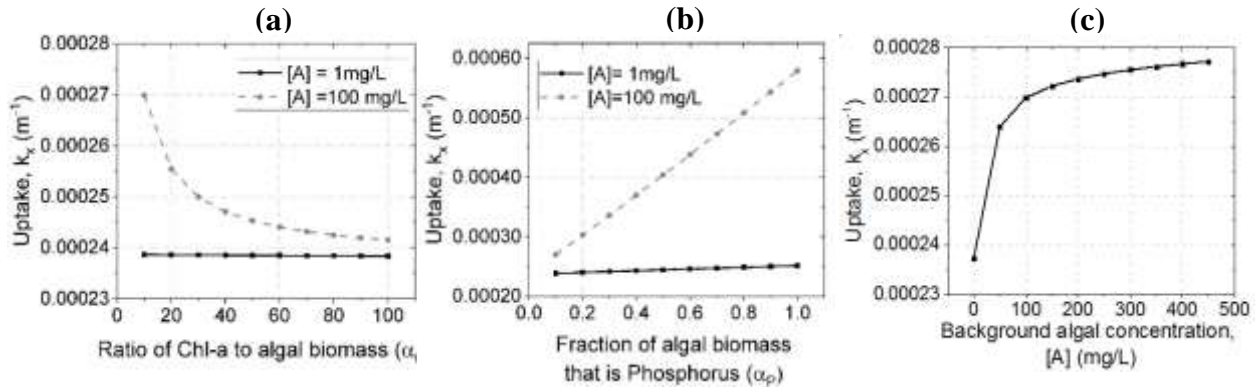 (a)
0.00028
0.00027
0.00026
0.00025
0.00024
0.00023
Uptake, kₓ (m⁻¹)
[A] = 1mg/L
[A] =100 mg/L
0 20 40 60 80 100
Ratio of Chl-a to algal biomass (α
(b)
0.00060
0.00050
0.00040
0.00030
0.00020
Uptake, kₓ (m⁻¹)
[A]= 1mg/L
[A]=100 mg/L
0.0 0.2 0.4 0.6 0.8 1.0
Fraction of algal biomass
that is Phosphorus (αₚ)
(c)
0.00028
0.00027
0.00026
0.00025
0.00024
0.00023
Uptake, kₓ (m⁻¹)
0 100 200 300 400 500
Background algal concentration,
[A] (mg/L)